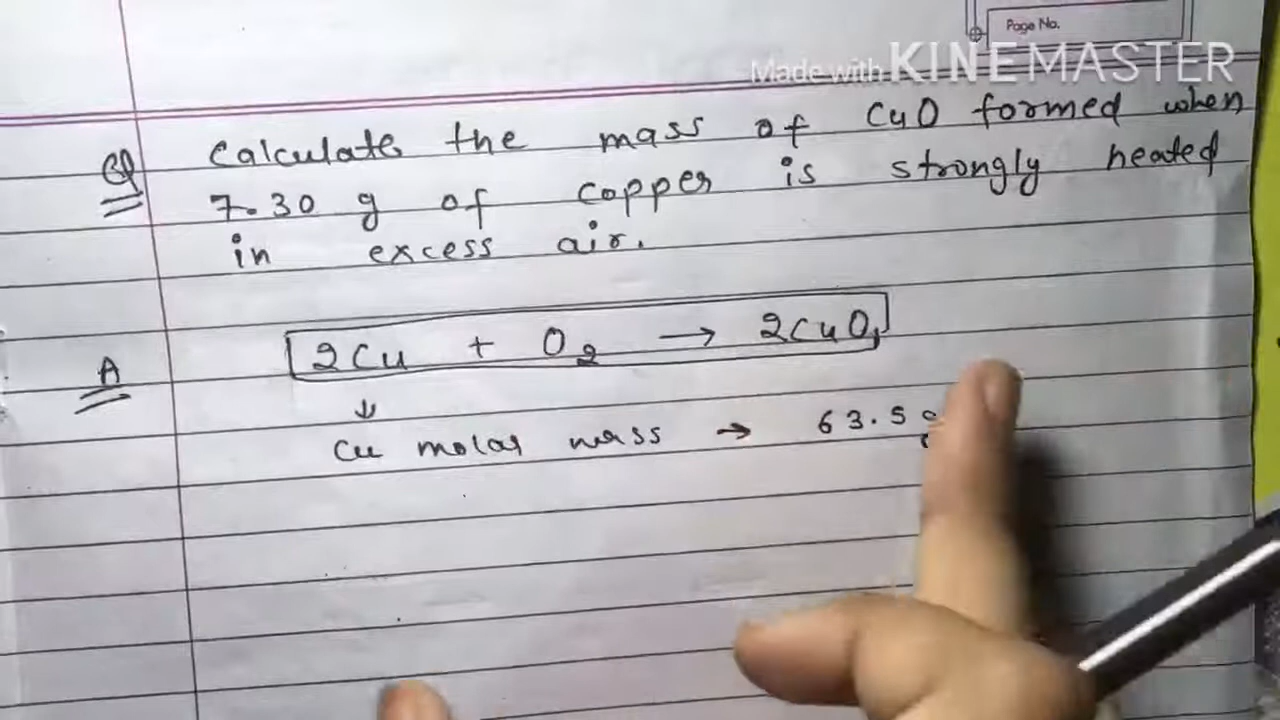 Page No.
Made with KINEMASTER
Q Calculate the mass of CuO formed when
7.30 g of copper is strongly heated
in excess air.
A 2Cu + O2 → 2CuO
↓
Cu molar mass → 63.5 g